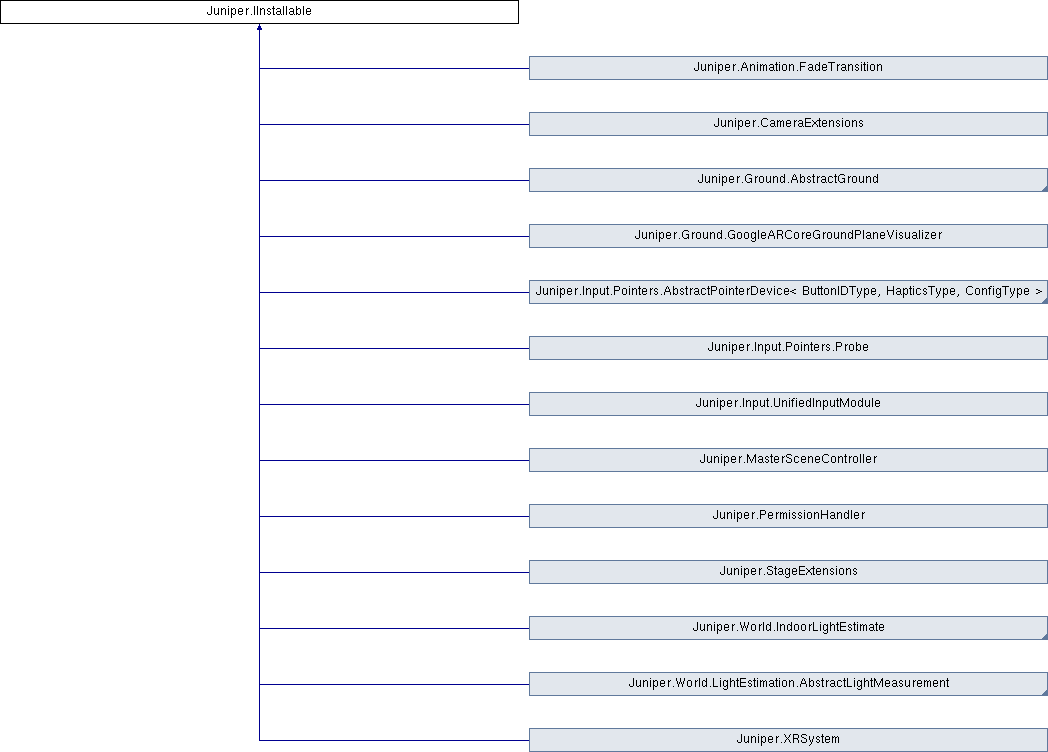 Juniper.IInstallable
Juniper.Animation.FadeTransition
Juniper.CameraExtensions
Juniper.Ground.AbstractGround
Juniper.Ground.GoogleARCoreGroundPlaneVisualizer
Juniper.Input.Pointers.AbstractPointerDevice< ButtonIDType, HapticsType, ConfigType >
Juniper.Input.Pointers.Probe
Juniper.Input.UnifiedInputModule
Juniper.MasterSceneController
Juniper.PermissionHandler
Juniper.StageExtensions
Juniper.World.IndoorLightEstimate
Juniper.World.LightEstimation.AbstractLightMeasurement
Juniper.XRSystem